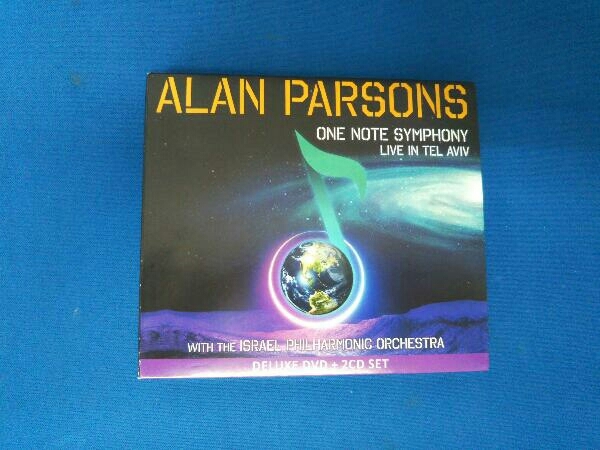 ALAN PARSONS
ONE NOTE SYMPHONY
LIVE IN TEL AVIV
WITH THE ISRAEL PHILHARMONIC ORCHESTRA
DELUXE DVD + 2CD SET